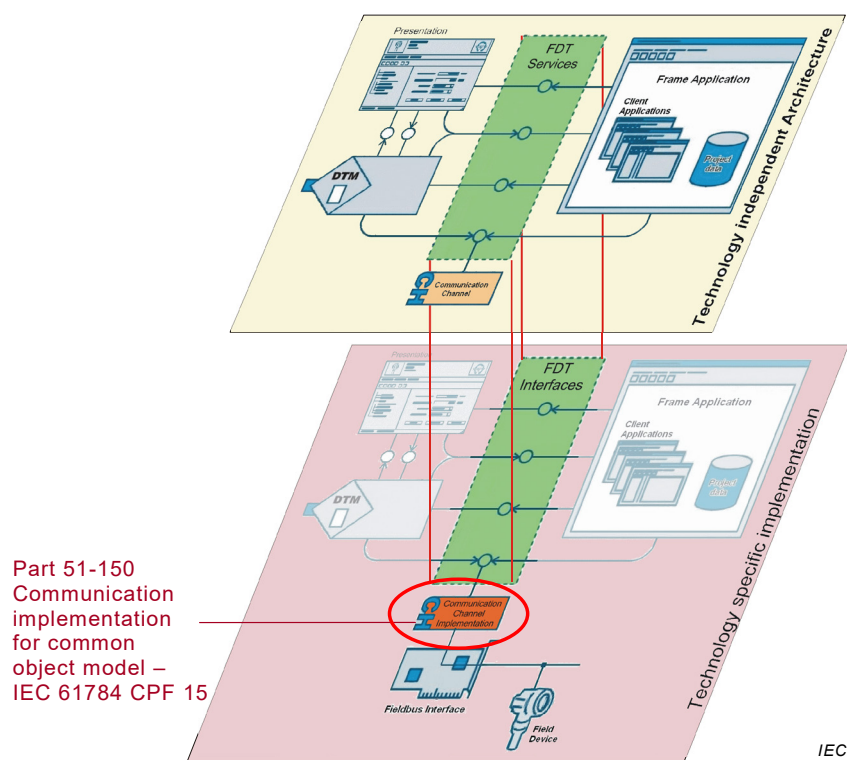 Presentation
FDT
Services
Frame Application
Client
Applications
Project
data
DTM
Communication
Channel
CH
Technology independent Architecture
Presentation
FDT
Interfaces
Frame Application
Client
Applications
Project
data
DTM
Communication
Channel
Implementation
CH
Technology specific implementation
Part 51-150
Communication
implementation
for common
object model –
IEC 61784 CPF 15
Fieldbus Interface
Field
Device
IEC